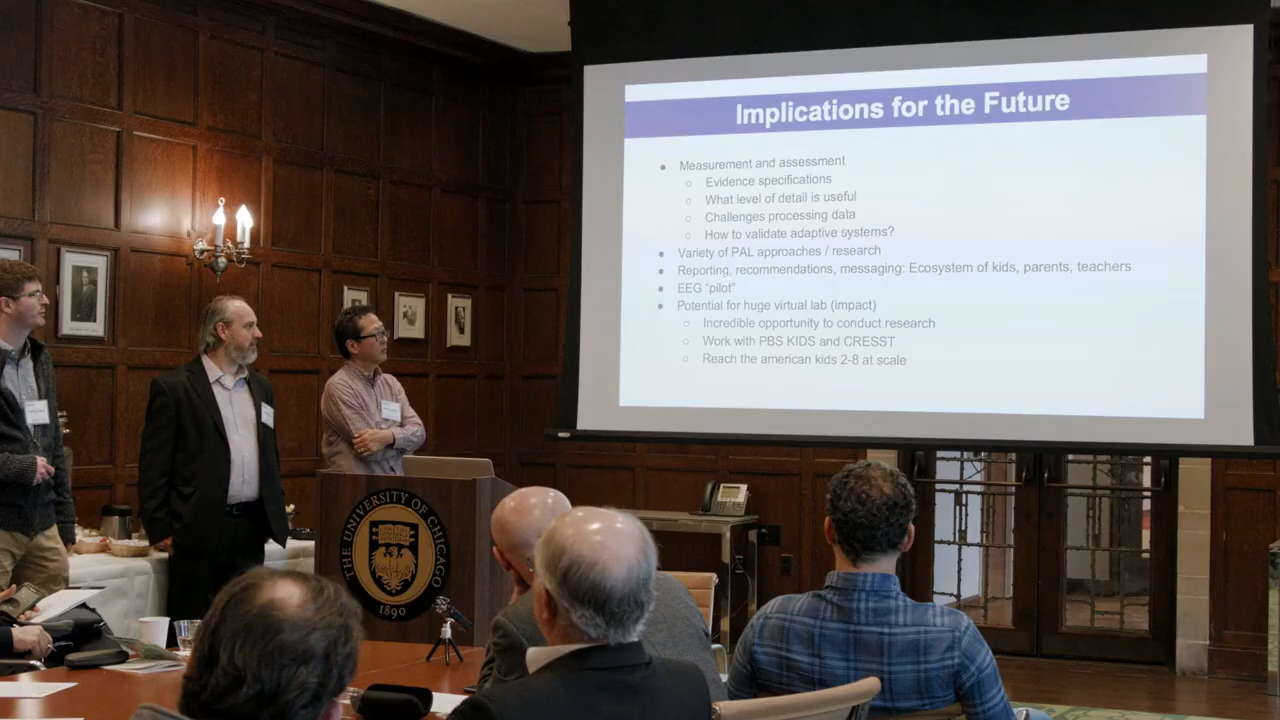 Implications for the Future
● Measurement and assessment
○ Evidence specifications
○ What level of detail is useful
○ Challenges processing data
○ How to validate adaptive systems?
● Variety of PAL approaches / research
● Reporting, recommendations, messaging: Ecosystem of kids, parents, teachers
● EEG “pilot”
● Potential for huge virtual lab (impact)
○ Incredible opportunity to conduct research
○ Work with PBS KIDS and CRESST
○ Reach the american kids 2-8 at scale
THE UNIVERSITY OF CHICAGO
1890